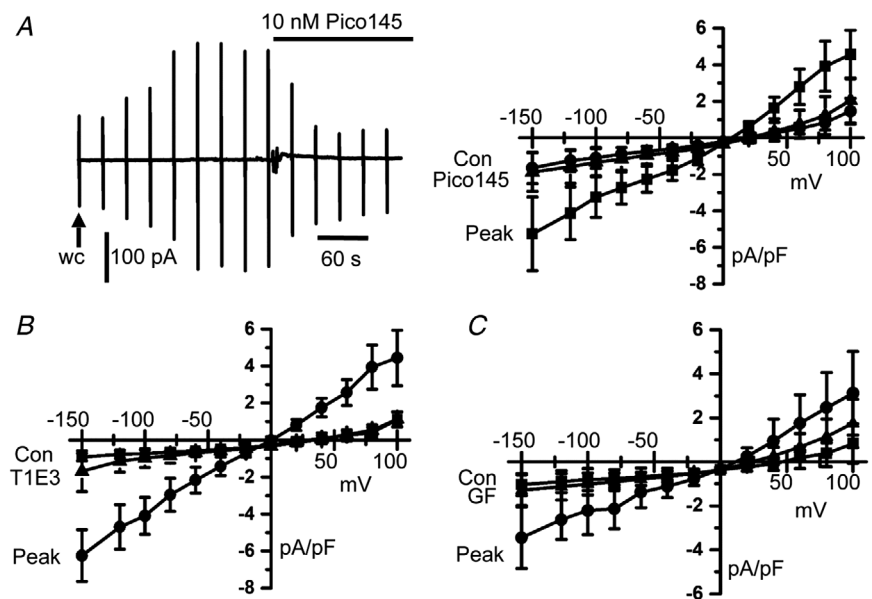 A
10 nM Pico145
wc
100 pA
60 s
6
4
2
-150 -100 -50
50 100
Con
Pico145
mV
-2
-4
Peak
-6
pA/pF
-8
B
6
4
2
-150 -100 -50
50 100
Con
T1E3
mV
-2
-4
Peak
-6
pA/pF
-8
C
6
4
2
-150 -100 -50
50 100
Con
GF
mV
-2
-4
Peak
-6
pA/pF
-8